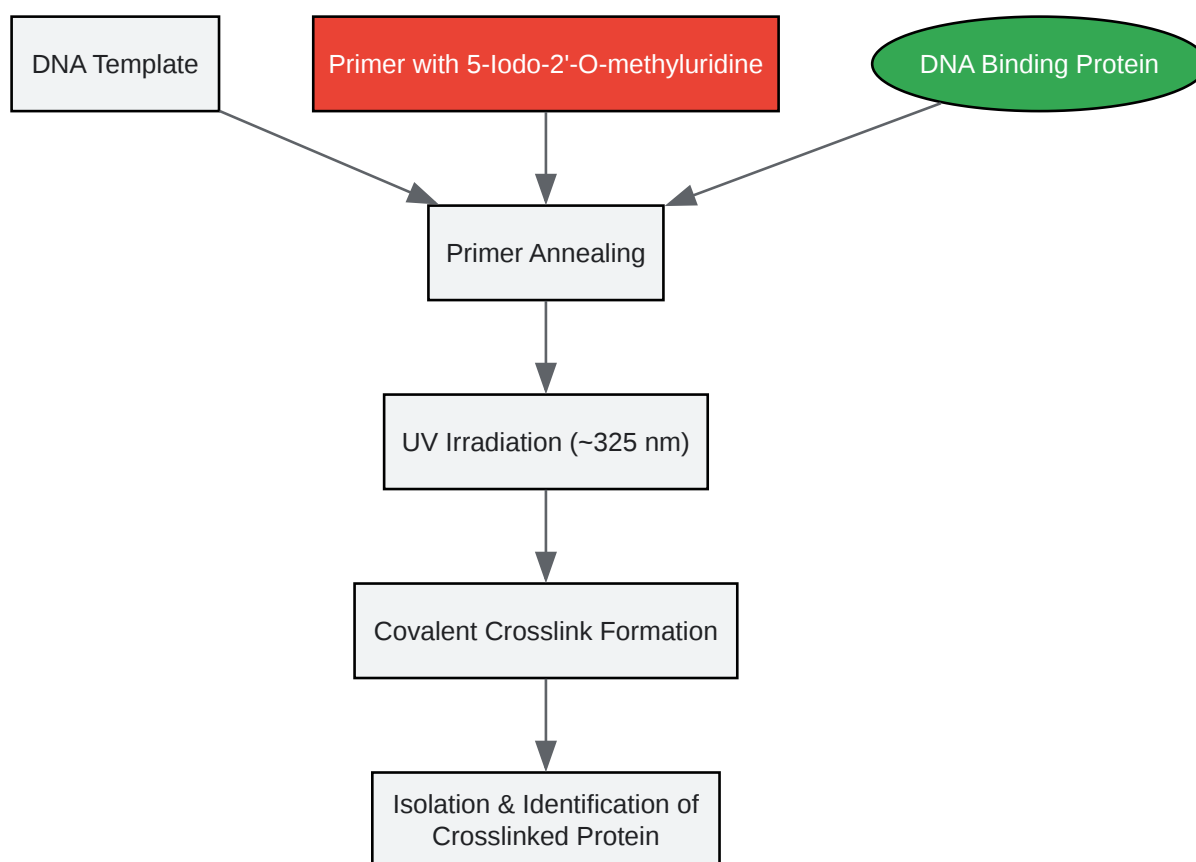 DNA Template
Primer with 5-Iodo-2'-O-methyluridine
DNA Binding Protein
Primer Annealing
UV Irradiation (~325 nm)
Covalent Crosslink Formation
Isolation & Identification of
Crosslinked Protein